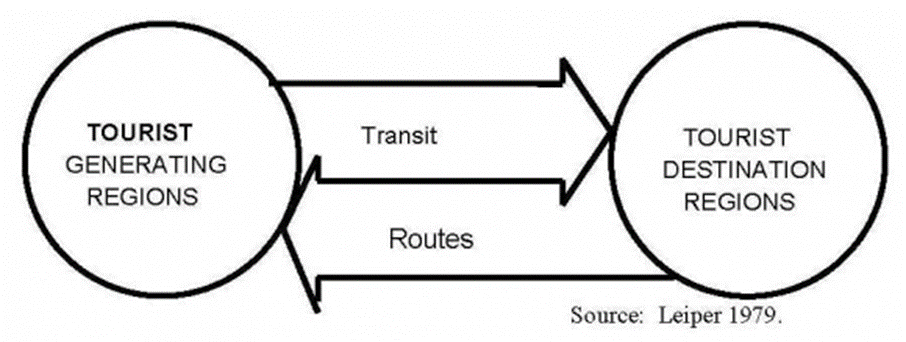 TOURIST
GENERATING
REGIONS
Transit
Routes
TOURIST
DESTINATION
REGIONS
Source: Leiper 1979.